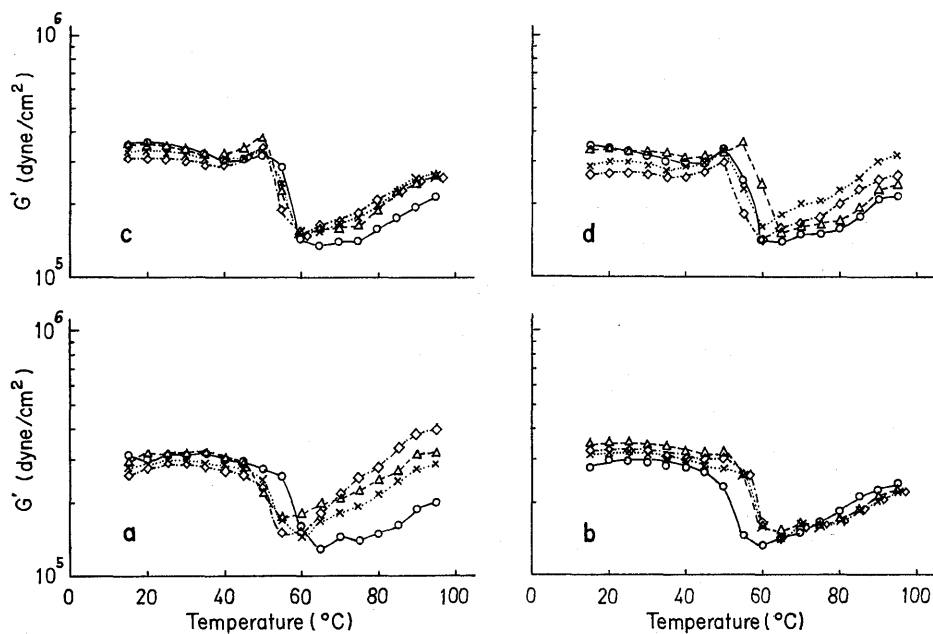 10⁶
G' (dyne/cm²)
c
10⁵
d
10⁶
G' (dyne/cm²)
a
10⁵
0 20 40 60 80 100
Temperature (°C)
b
0 20 40 60 80 100
Temperature (°C)